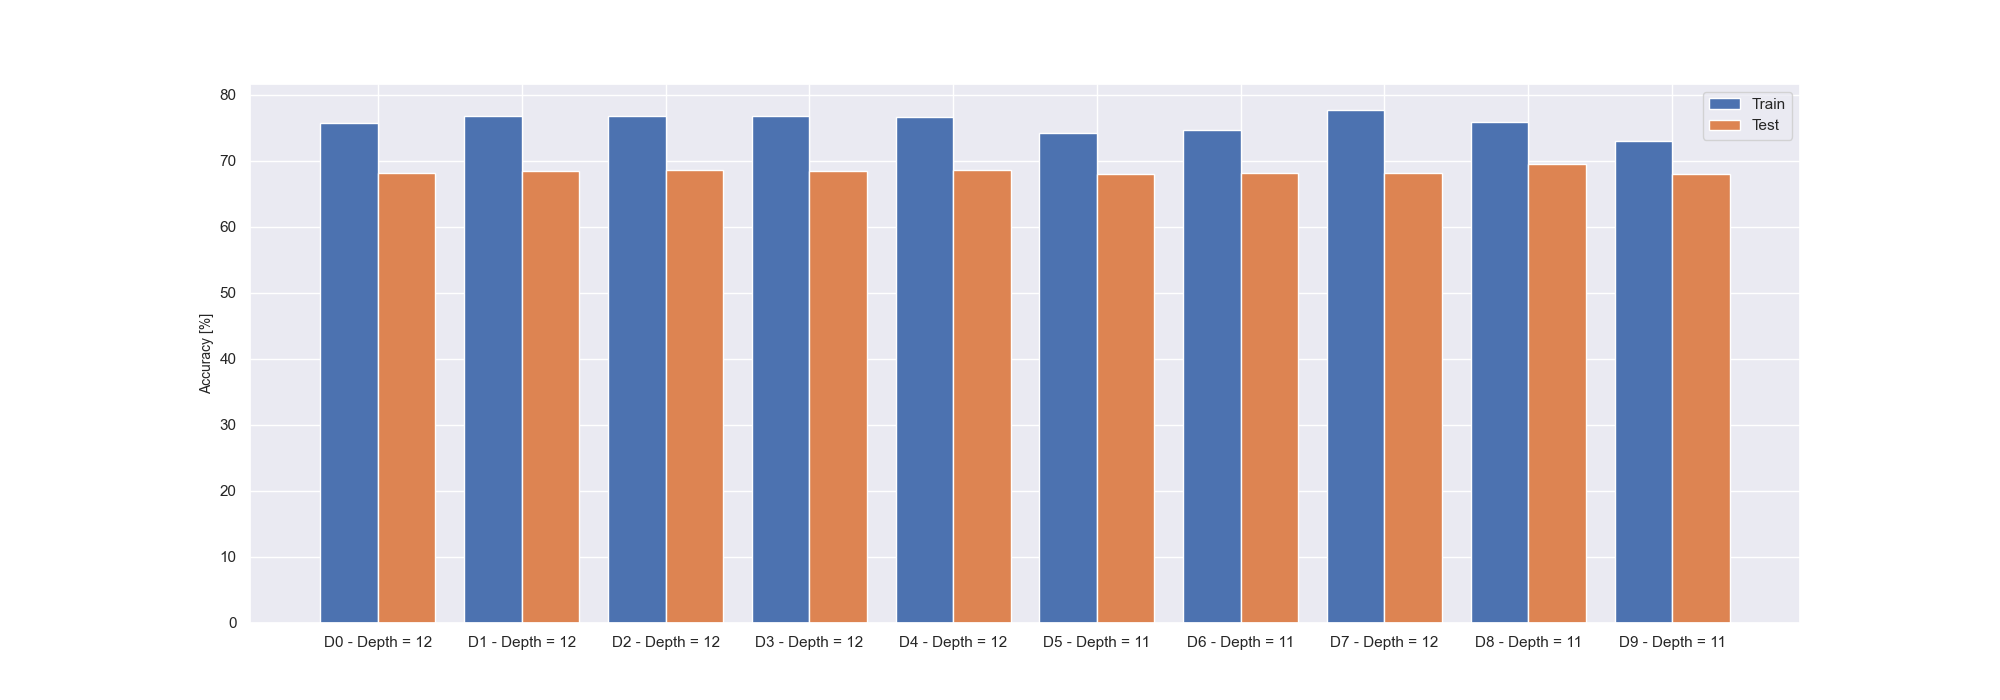 80
70
60
50
40
30
20
10
0
Accuracy [%]
Train
Test
D0 - Depth = 12
D1 - Depth = 12
D2 - Depth = 12
D3 - Depth = 12
D4 - Depth = 12
D5 - Depth = 11
D6 - Depth = 11
D7 - Depth = 12
D8 - Depth = 11
D9 - Depth = 11